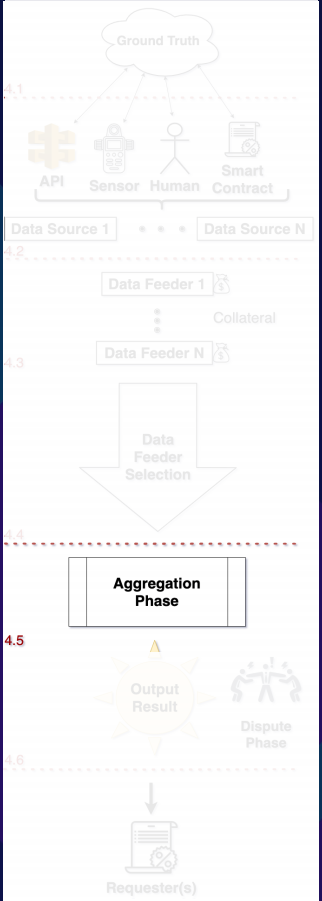 Ground Truth
4.1
API
Sensor
Human
Smart
Contract
Data Source 1
Data Source N
4.2
Data Feeder 1
Collateral
Data Feeder N
4.3
Data
Feeder
Selection
4.4
Aggregation
Phase
4.5
Output
Result
Dispute
Phase
4.6
Requester(s)